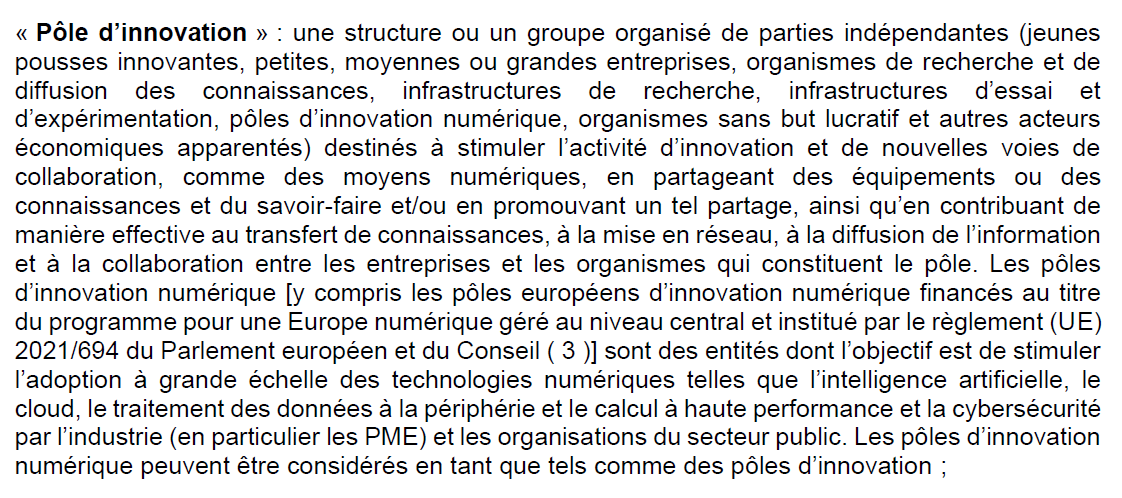 « Pôle d’innovation » : une structure ou un groupe organisé de parties indépendantes (jeunes
pousses innovantes, petites, moyennes ou grandes entreprises, organismes de recherche et de
diffusion des connaissances, infrastructures de recherche, infrastructures d’essai et
d’expérimentation, pôles d’innovation numérique, organismes sans but lucratif et autres acteurs
économiques apparentés) destinés à stimuler l’activité d’innovation et de nouvelles voies de
collaboration, comme des moyens numériques, en partageant des équipements ou des
connaissances et du savoir-faire et/ou en promouvant un tel partage, ainsi qu’en contribuant de
manière effective au transfert de connaissances, à la mise en réseau, à la diffusion de l’information
et à la collaboration entre les entreprises et les organismes qui constituent le pôle. Les pôles
d’innovation numérique [y compris les pôles européens d’innovation numérique financés au titre
du programme pour une Europe numérique géré au niveau central et institué par le règlement (UE)
2021/694 du Parlement européen et du Conseil ( 3 )] sont des entités dont l’objectif est de stimuler
l’adoption à grande échelle des technologies numériques telles que l’intelligence artificielle, le
cloud, le traitement des données à la périphérie et le calcul à haute performance et la cybersécurité
par l’industrie (en particulier les PME) et les organisations du secteur public. Les pôles d’innovation
numérique peuvent être considérés en tant que tels comme des pôles d’innovation ;